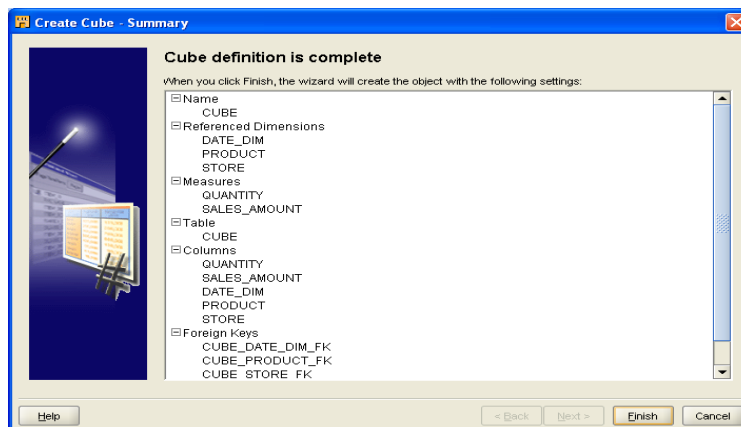 Create Cube - Summary
Cube definition is complete
When you click Finish, the wizard will create the object with the following settings:
Name
CUBE
Referenced Dimensions
DATE_DIM
PRODUCT
STORE
Measures
QUANTITY
SALES_AMOUNT
Table
CUBE
Columns
QUANTITY
SALES_AMOUNT
DATE_DIM
PRODUCT
STORE
Foreign Keys
CUBE_DATE_DIM_FK
CUBE_PRODUCT_FK
CUBE_STORE_FK
Help
< Back
Next >
Finish
Cancel